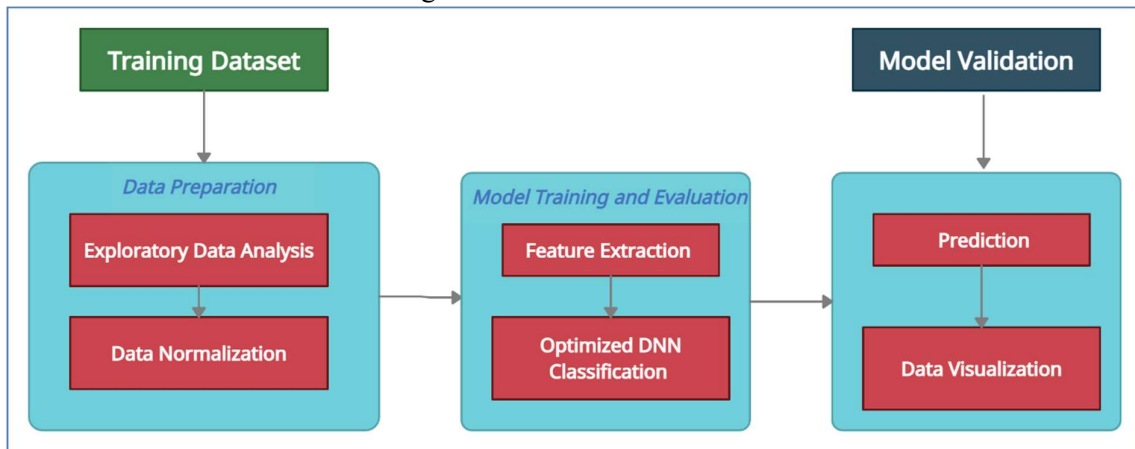 Training Dataset
Model Validation
Data Preparation
Exploratory Data Analysis
Data Normalization
Model Training and Evaluation
Feature Extraction
Optimized DNN
Classification
Prediction
Data Visualization